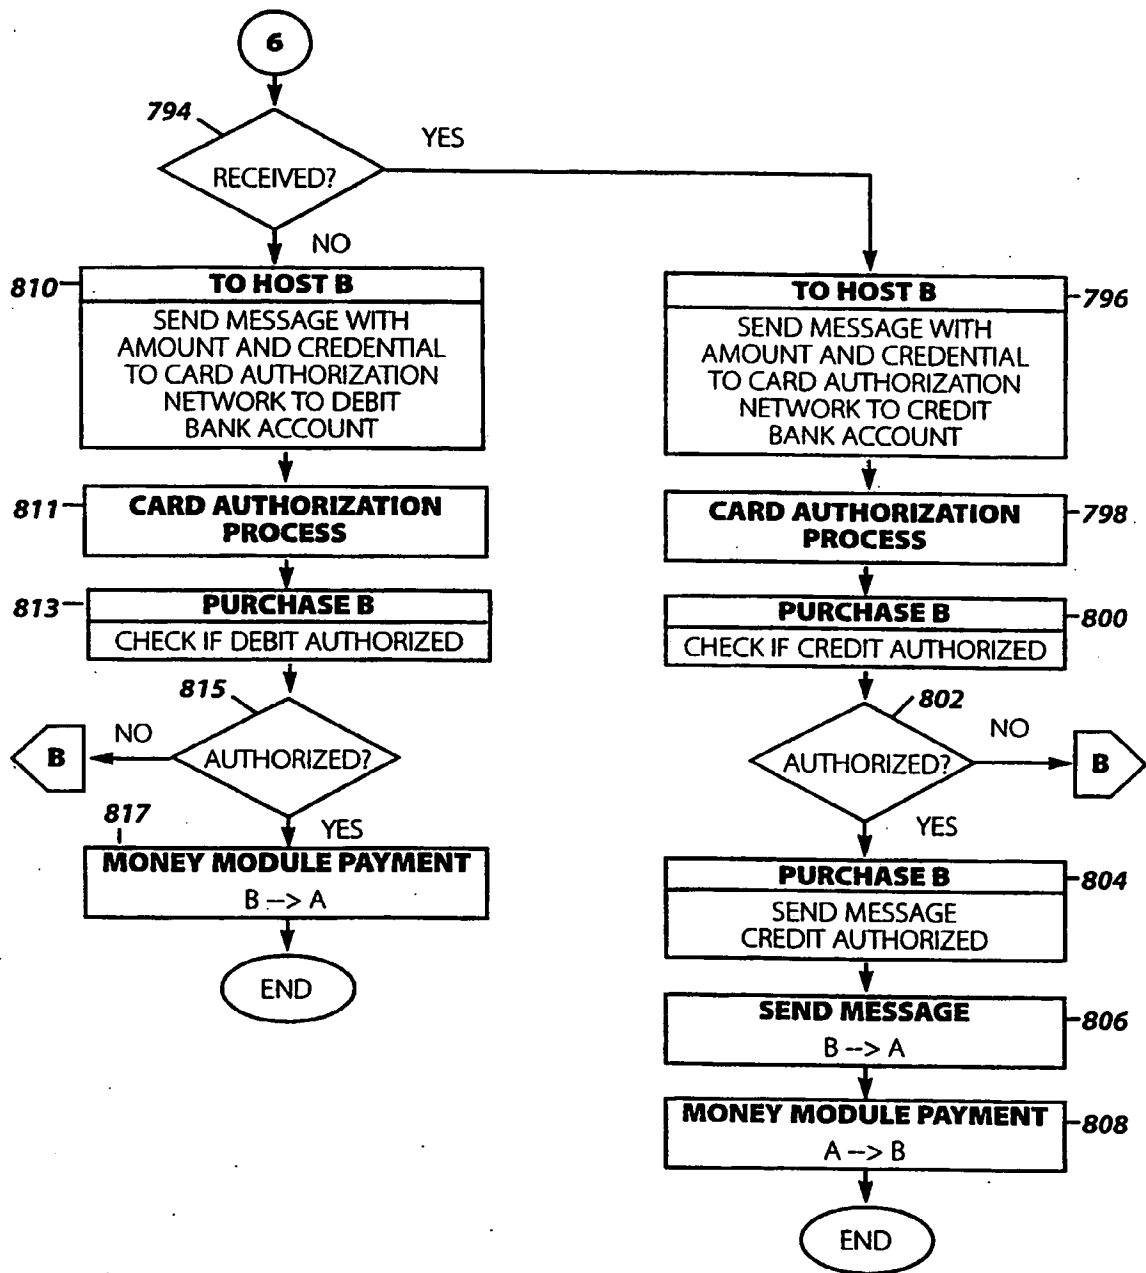 6
794
YES
RECEIVED?
NO
810
TO HOST B
SEND MESSAGE WITH
AMOUNT AND CREDENTIAL
TO CARD AUTHORIZATION
NETWORK TO DEBIT
BANK ACCOUNT
811
CARD AUTHORIZATION
PROCESS
813
PURCHASE B
CHECK IF DEBIT AUTHORIZED
815
NO
B
AUTHORIZED?
817
YES
MONEY MODULE PAYMENT
B --> A
END
TO HOST B
796
SEND MESSAGE WITH
AMOUNT AND CREDENTIAL
TO CARD AUTHORIZATION
NETWORK TO CREDIT
BANK ACCOUNT
CARD AUTHORIZATION
PROCESS
798
PURCHASE B
800
CHECK IF CREDIT AUTHORIZED
802
NO
AUTHORIZED?
B
YES
PURCHASE B
804
SEND MESSAGE
CREDIT AUTHORIZED
SEND MESSAGE
806
B --> A
MONEY MODULE PAYMENT
808
A --> B
END